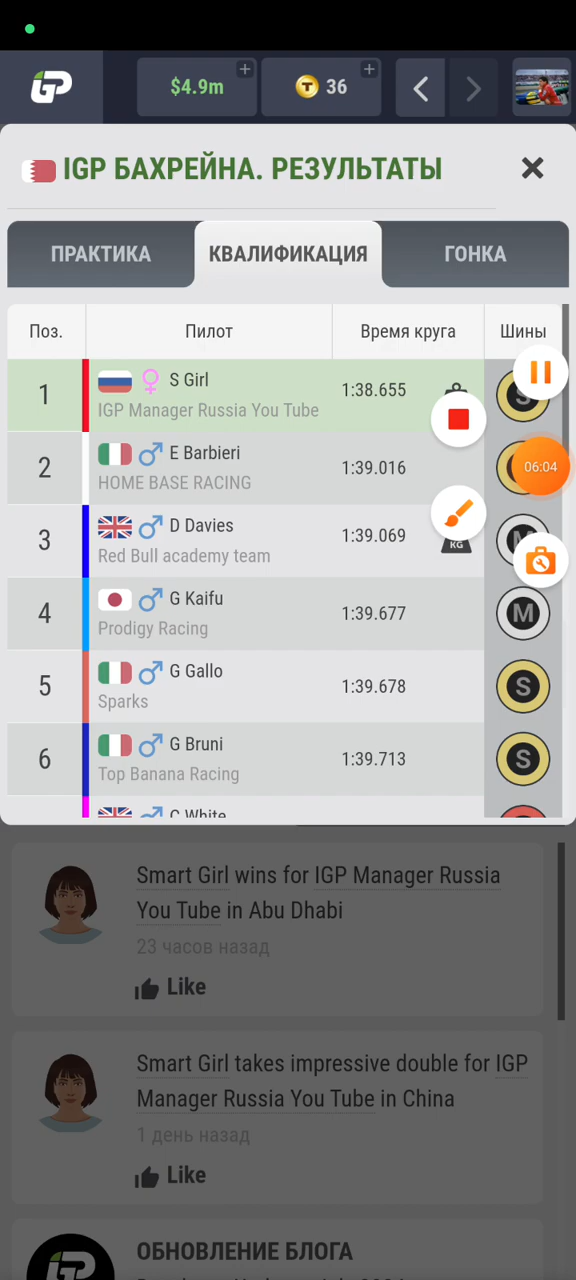 GP
$4.9m
T 36
IGP БАХРЕЙНА. РЕЗУЛЬТАТЫ
ПРАКТИКА
КВАЛИФИКАЦИЯ
ГОНКА
Поз.
Пилот
Время круга
Шины
1
S Girl
IGP Manager Russia You Tube
1:38.655
S
2
E Barbieri
HOME BASE RACING
1:39.016
06:04
3
D Davies
Red Bull academy team
1:39.069
KG
M
4
G Kaifu
Prodigy Racing
1:39.677
M
5
G Gallo
Sparks
1:39.678
S
6
G Bruni
Top Banana Racing
1:39.713
S
C White
Smart Girl wins for IGP Manager Russia
You Tube in Abu Dhabi
23 часов назад
Like
Smart Girl takes impressive double for IGP
Manager Russia You Tube in China
1 день назад
Like
ОБНОВЛЕНИЕ БЛОГА